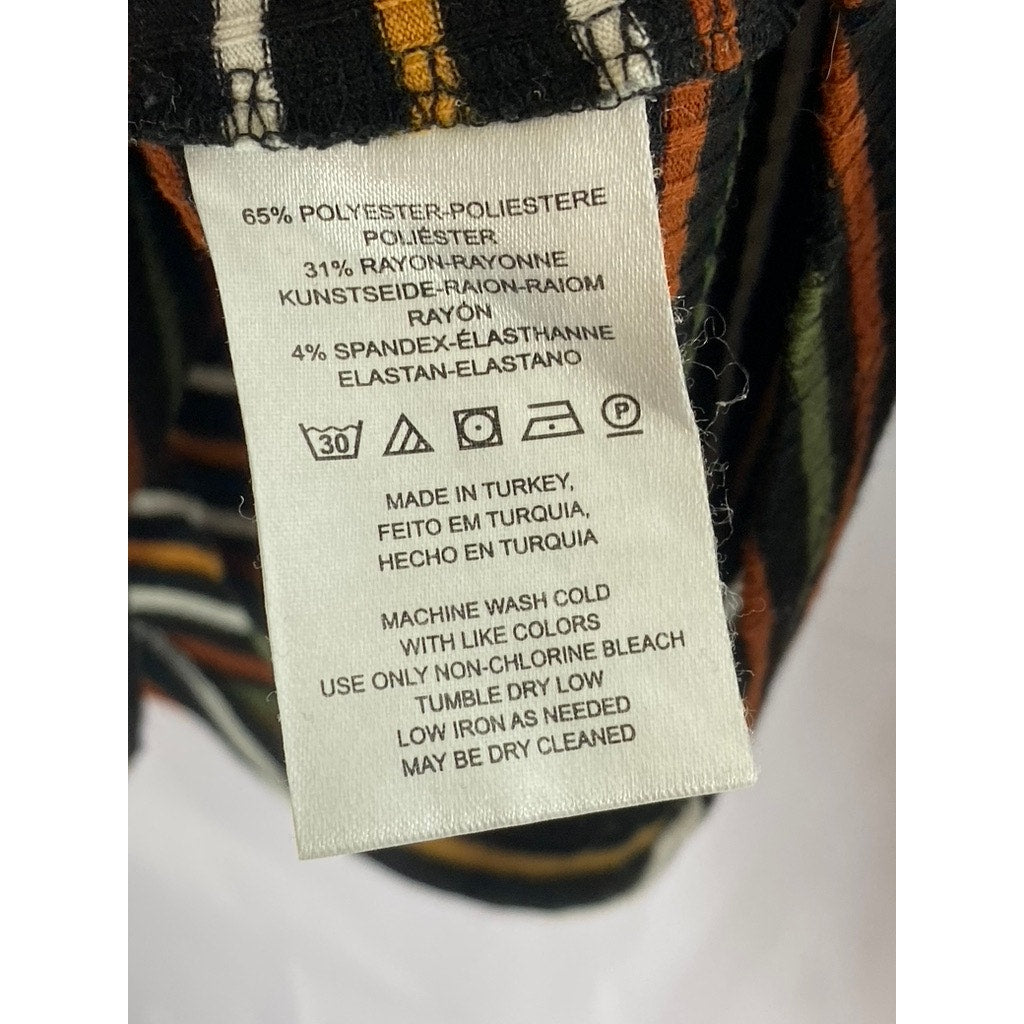 65% POLYESTER-POLIESTERE
POLIÉSTER
31% RAYON-RAYONNE
KUNSTSEIDE-RAION-RAIOM
RAYÓN
4% SPANDEX-ÉLASTHANNE
ELASTAN-ELASTANO
30 P
MADE IN TURKEY,
FEITO EM TURQUIA,
HECHO EN TURQUIA
MACHINE WASH COLD
WITH LIKE COLORS
USE ONLY NON-CHLORINE BLEACH
TUMBLE DRY LOW
LOW IRON AS NEEDED
MAY BE DRY CLEANED